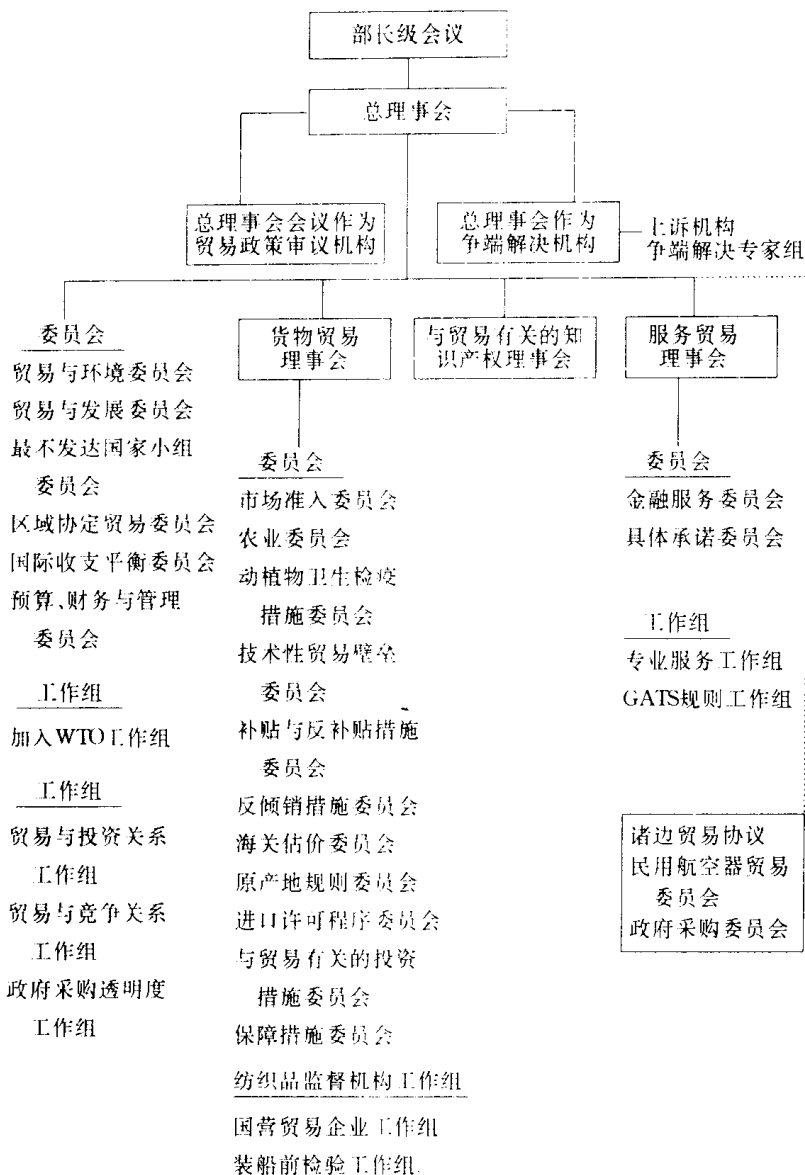 部长级会议
总理事会
总理事会会议作为
贸易政策审议机构
总理事会作为
争端解决机构
上诉机构
争端解决专家组
委员会
贸易与环境委员会
贸易与发展委员会
最不发达国家小组
委员会
区域协定贸易委员会
国际收支平衡委员会
预算、财务与管理
委员会
工作组
加入WTO工作组
工作组
贸易与投资关系
工作组
贸易与竞争关系
工作组
政府采购透明度
工作组
货物贸易
理事会
委员会
市场准入委员会
农业委员会
动植物卫生检疫
措施委员会
技术性贸易壁垒
委员会
补贴与反补贴措施
委员会
反倾销措施委员会
海关估价委员会
原产地规则委员会
进口许可程序委员会
与贸易有关的投资
措施委员会
保障措施委员会
纺织品监督机构工作组
国营贸易企业工作组
装船前检验工作组
与贸易有关的知
识产权理事会
服务贸易
理事会
委员会
金融服务委员会
具体承诺委员会
工作组
专业服务工作组
GATS规则工作组
诸边贸易协议
民用航空器贸易
委员会
政府采购委员会